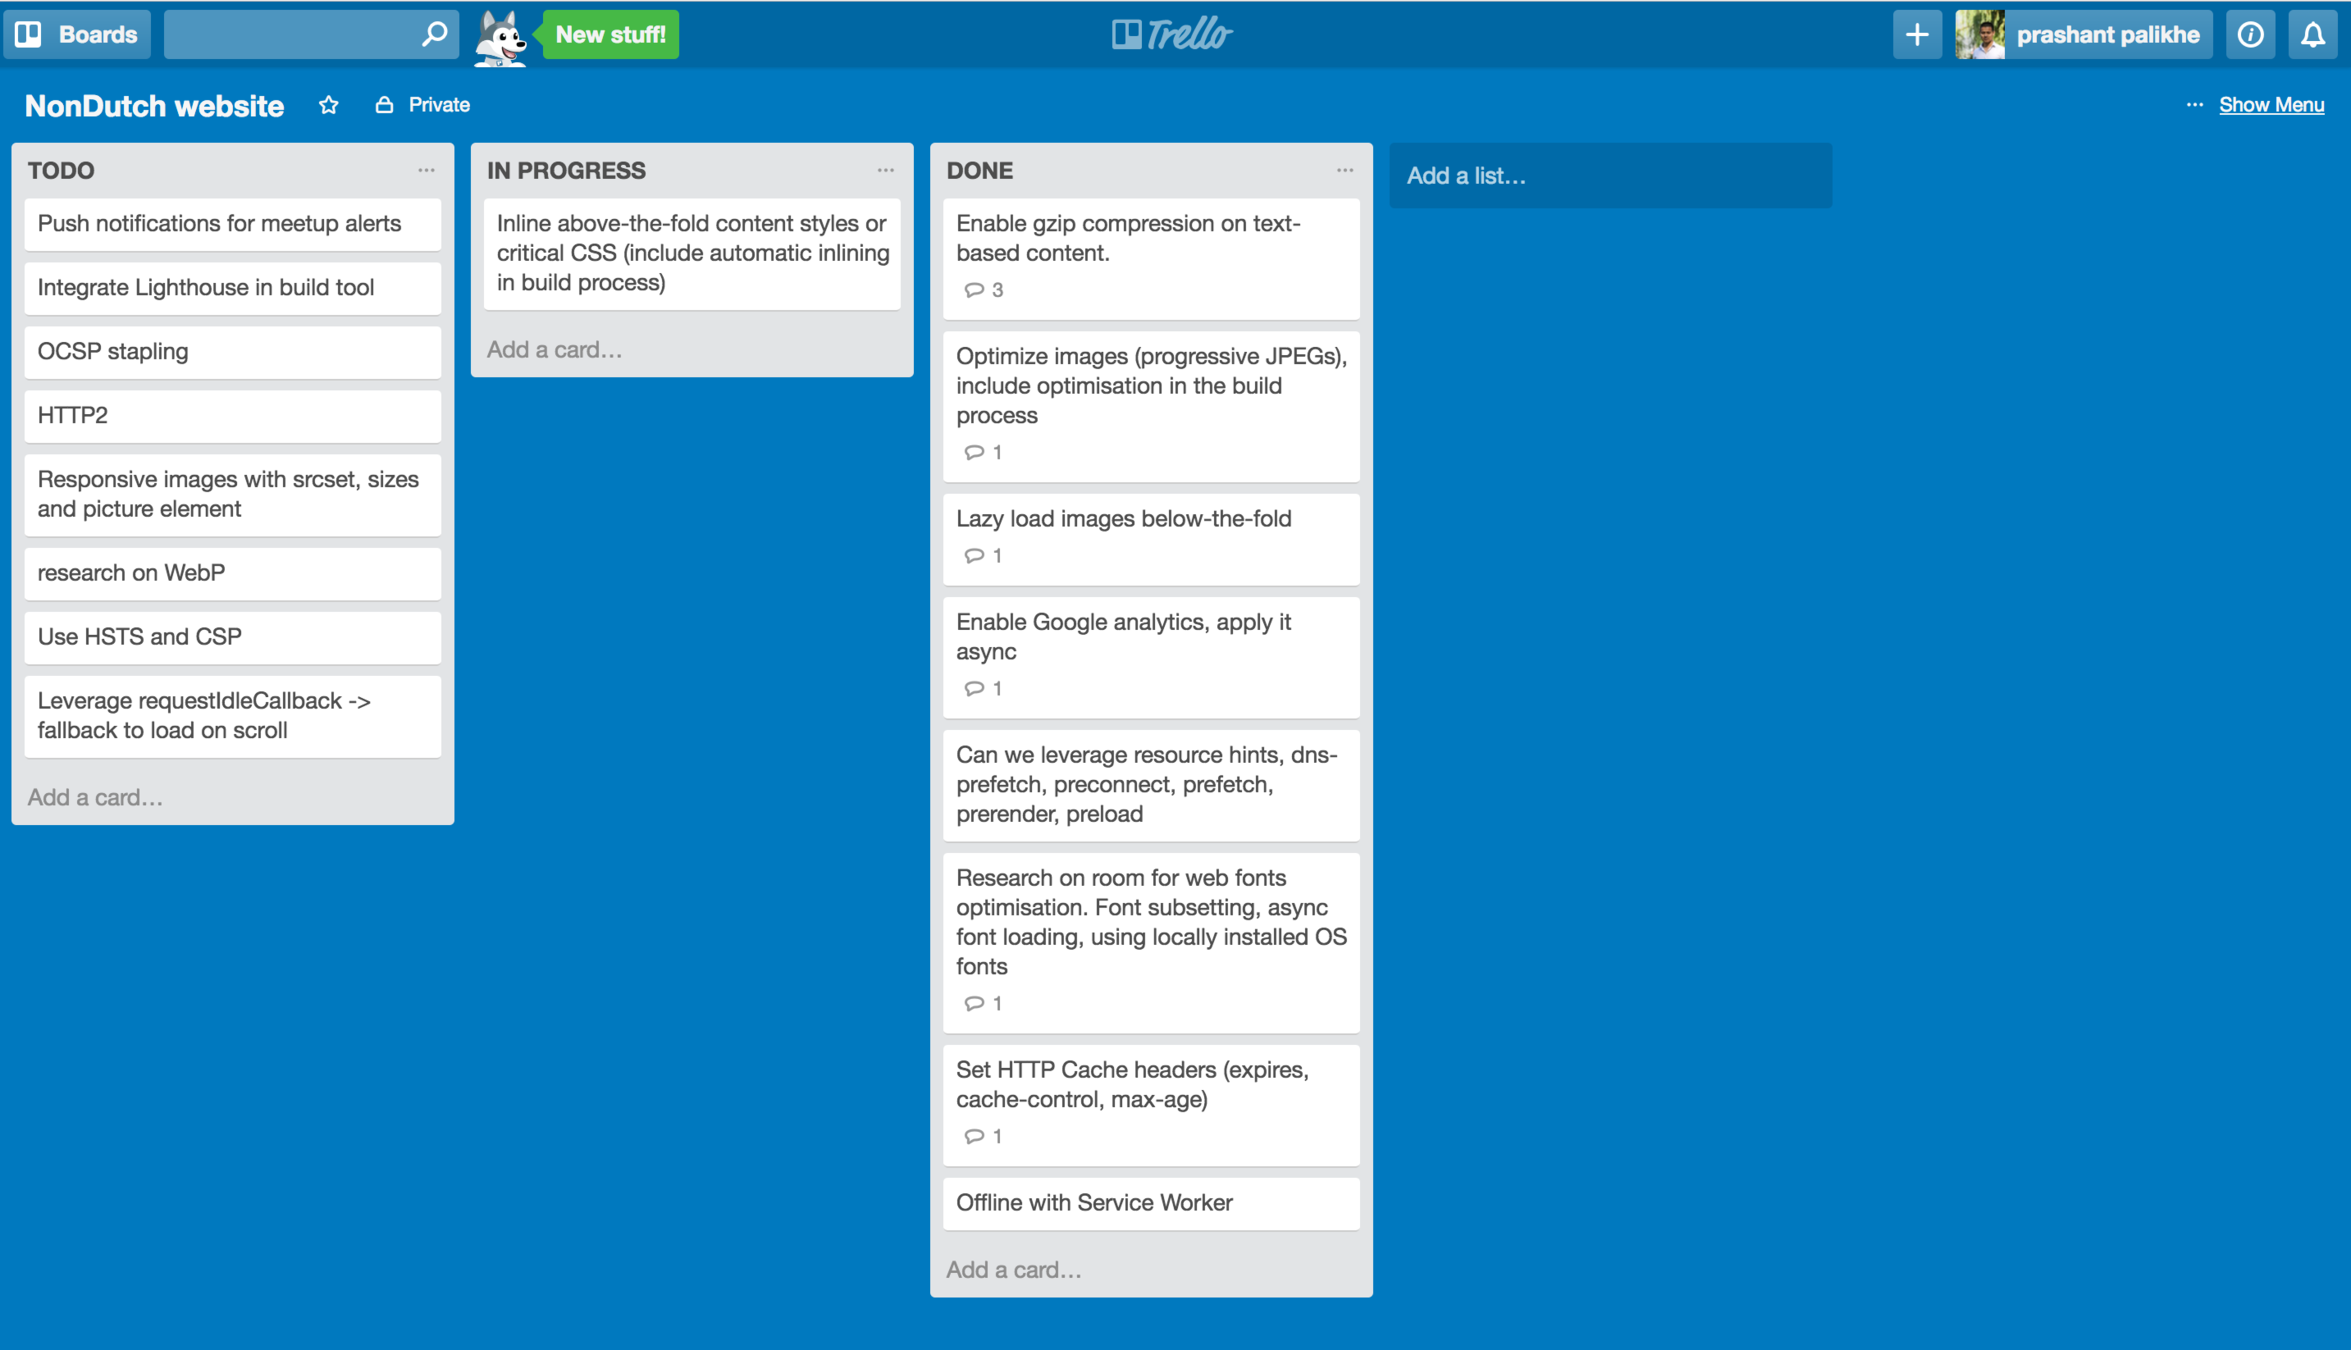 Boards
New stuff!
Trello
prashant palikhe
NonDutch website
Private
... Show Menu
TODO
Push notifications for meetup alerts
Integrate Lighthouse in build tool
OCSP stapling
HTTP2
Responsive images with srcset, sizes
and picture element
research on WebP
Use HSTS and CSP
Leverage requestIdleCallback ->
fallback to load on scroll
Add a card…
IN PROGRESS
Inline above-the-fold content styles or
critical CSS (include automatic inlining
in build process)
Add a card…
DONE
Enable gzip compression on text-
based content.
3
Optimize images (progressive JPEGs),
include optimisation in the build
process
1
Lazy load images below-the-fold
1
Enable Google analytics, apply it
async
1
Can we leverage resource hints, dns-
prefetch, preconnect, prefetch,
prerender, preload
Research on room for web fonts
optimisation. Font subsetting, async
font loading, using locally installed OS
fonts
1
Set HTTP Cache headers (expires,
cache-control, max-age)
1
Offline with Service Worker
Add a card…
Add a list…